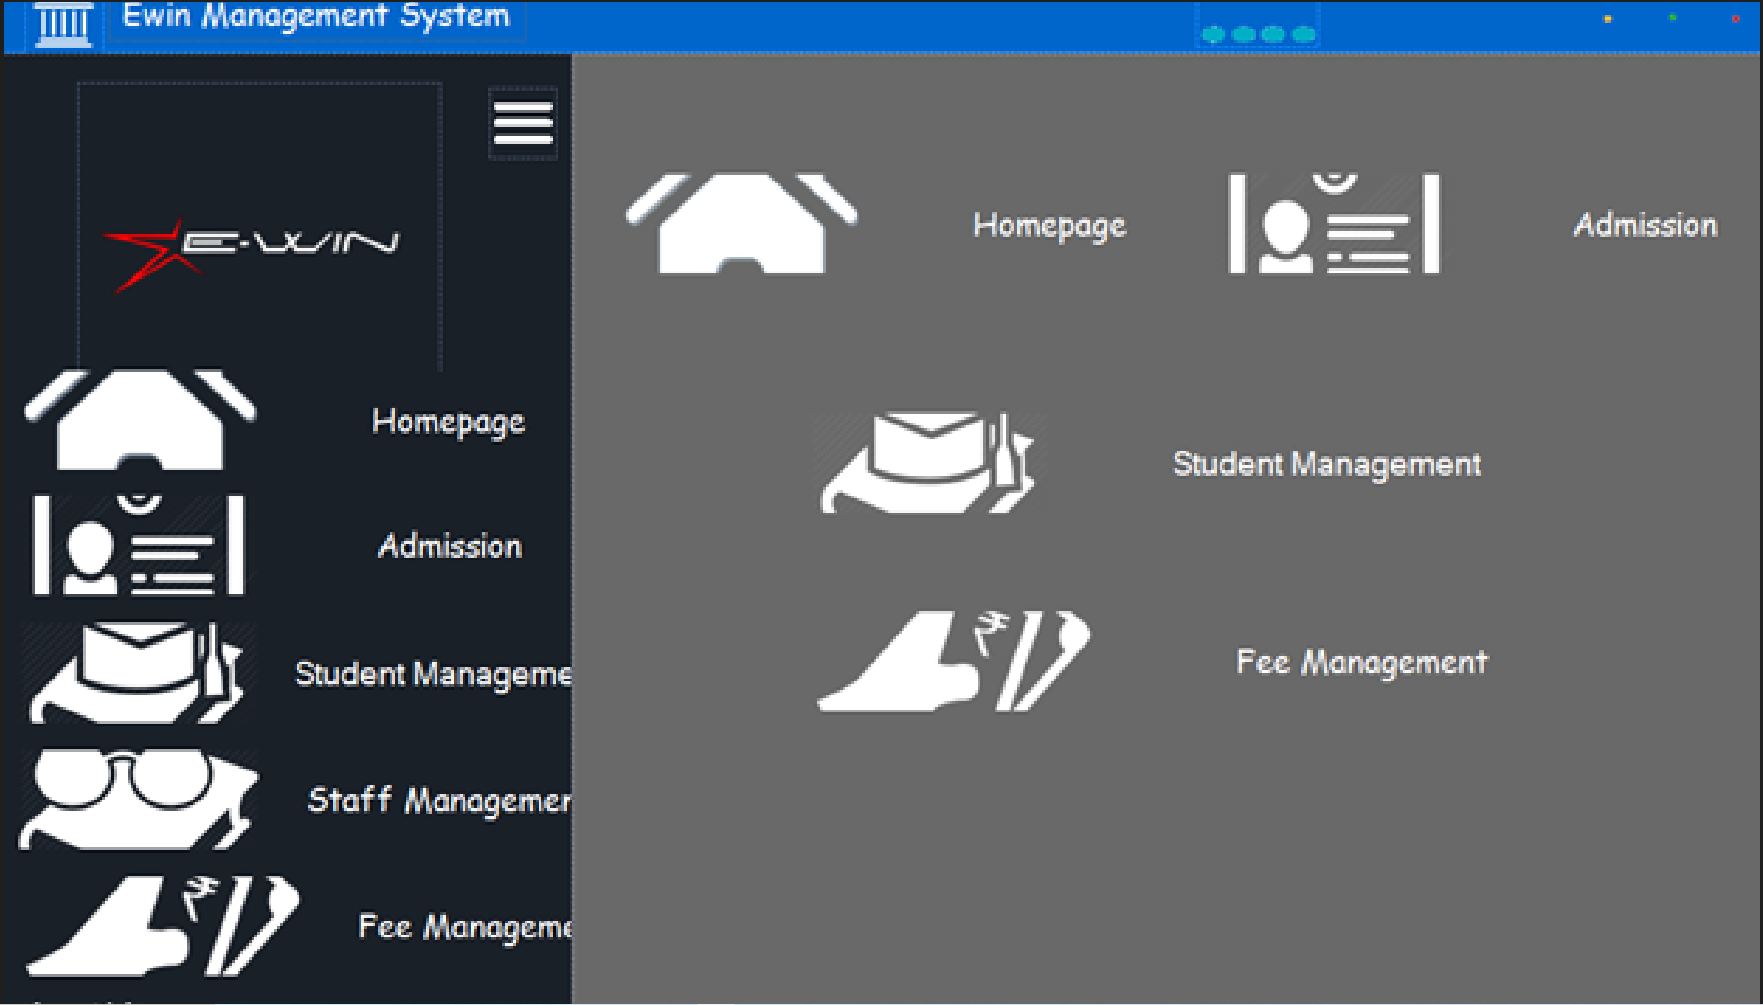 Ewin Management System
E-WIN
Homepage
Admission
Student Manageme
Staff Managemen
Fee Manageme
Homepage
Admission
Student Management
Fee Management